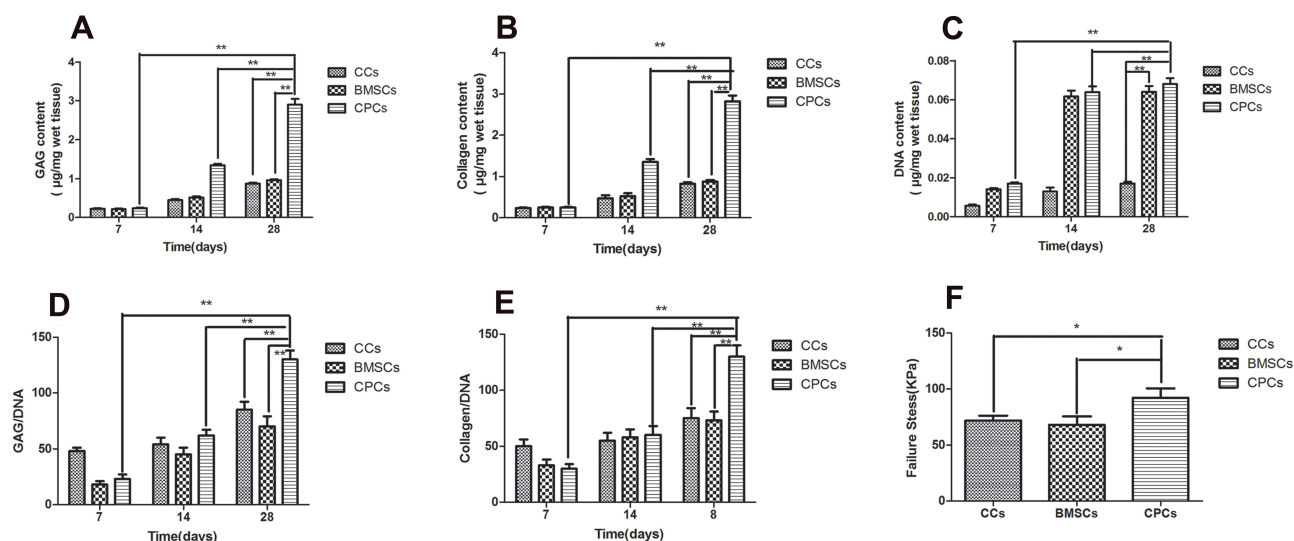 A
GAG content
( µg/mg wet tissue)
4
3
2
1
0
**
**
**
**
7
14
28
Time(days)
CCs
BMSCs
CPCs
B
Collagen content
( µg/mg wet tissue)
4
3
2
1
0
**
**
**
**
7
14
28
Time(days)
CCs
BMSCs
CPCs
C
DNA content
( µg/mg wet tissue)
0.08
0.06
0.04
0.02
0.00
**
**
**
7
14
28
Time(days)
CCs
BMSCs
CPCs
D
GAG/DNA
150
100
50
0
**
**
**
**
7
14
28
Time(days)
CCs
BMSCs
CPCs
E
Collagen/DNA
150
100
50
0
**
**
**
**
7
14
8
Time(days)
CCs
BMSCs
CPCs
F
Failure Stess(KPa)
150
100
50
0
*
*
CCs
BMSCs
CPCs
CCs
BMSCs
CPCs